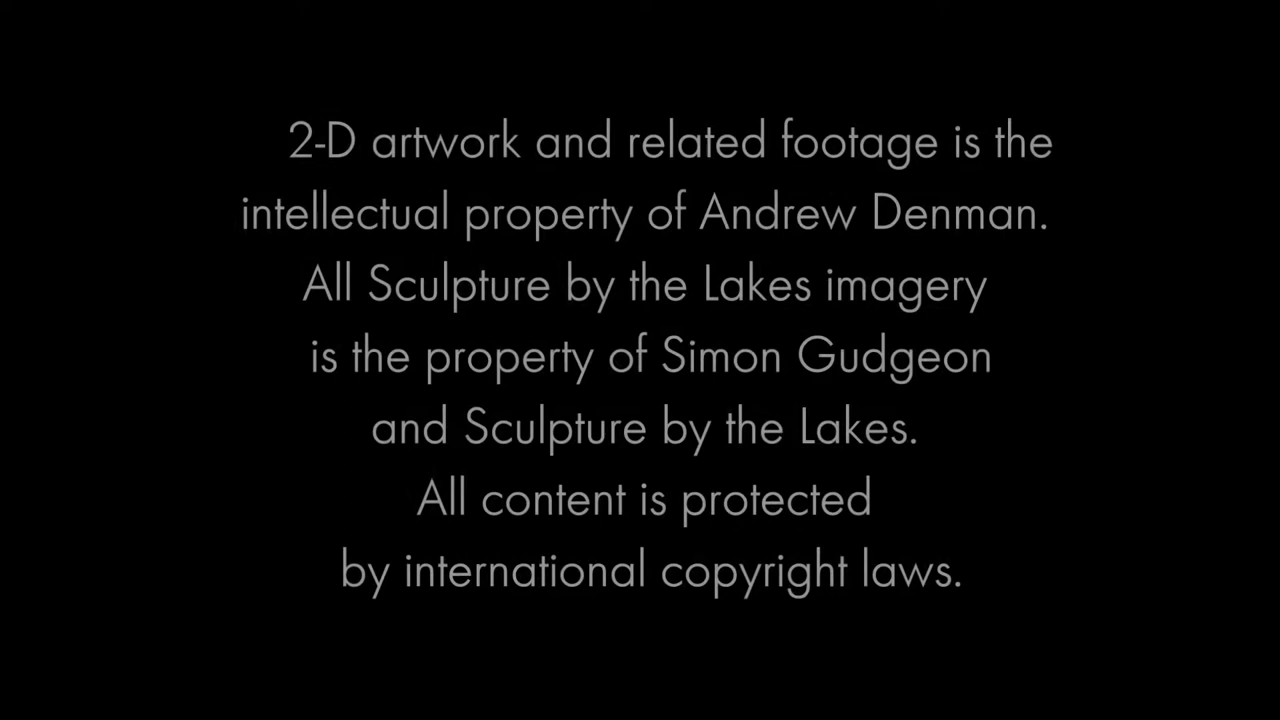 2-D artwork and related footage is the
intellectual property of Andrew Denman.
All Sculpture by the Lakes imagery
is the property of Simon Gudgeon
and Sculpture by the Lakes.
All content is protected
by international copyright laws.